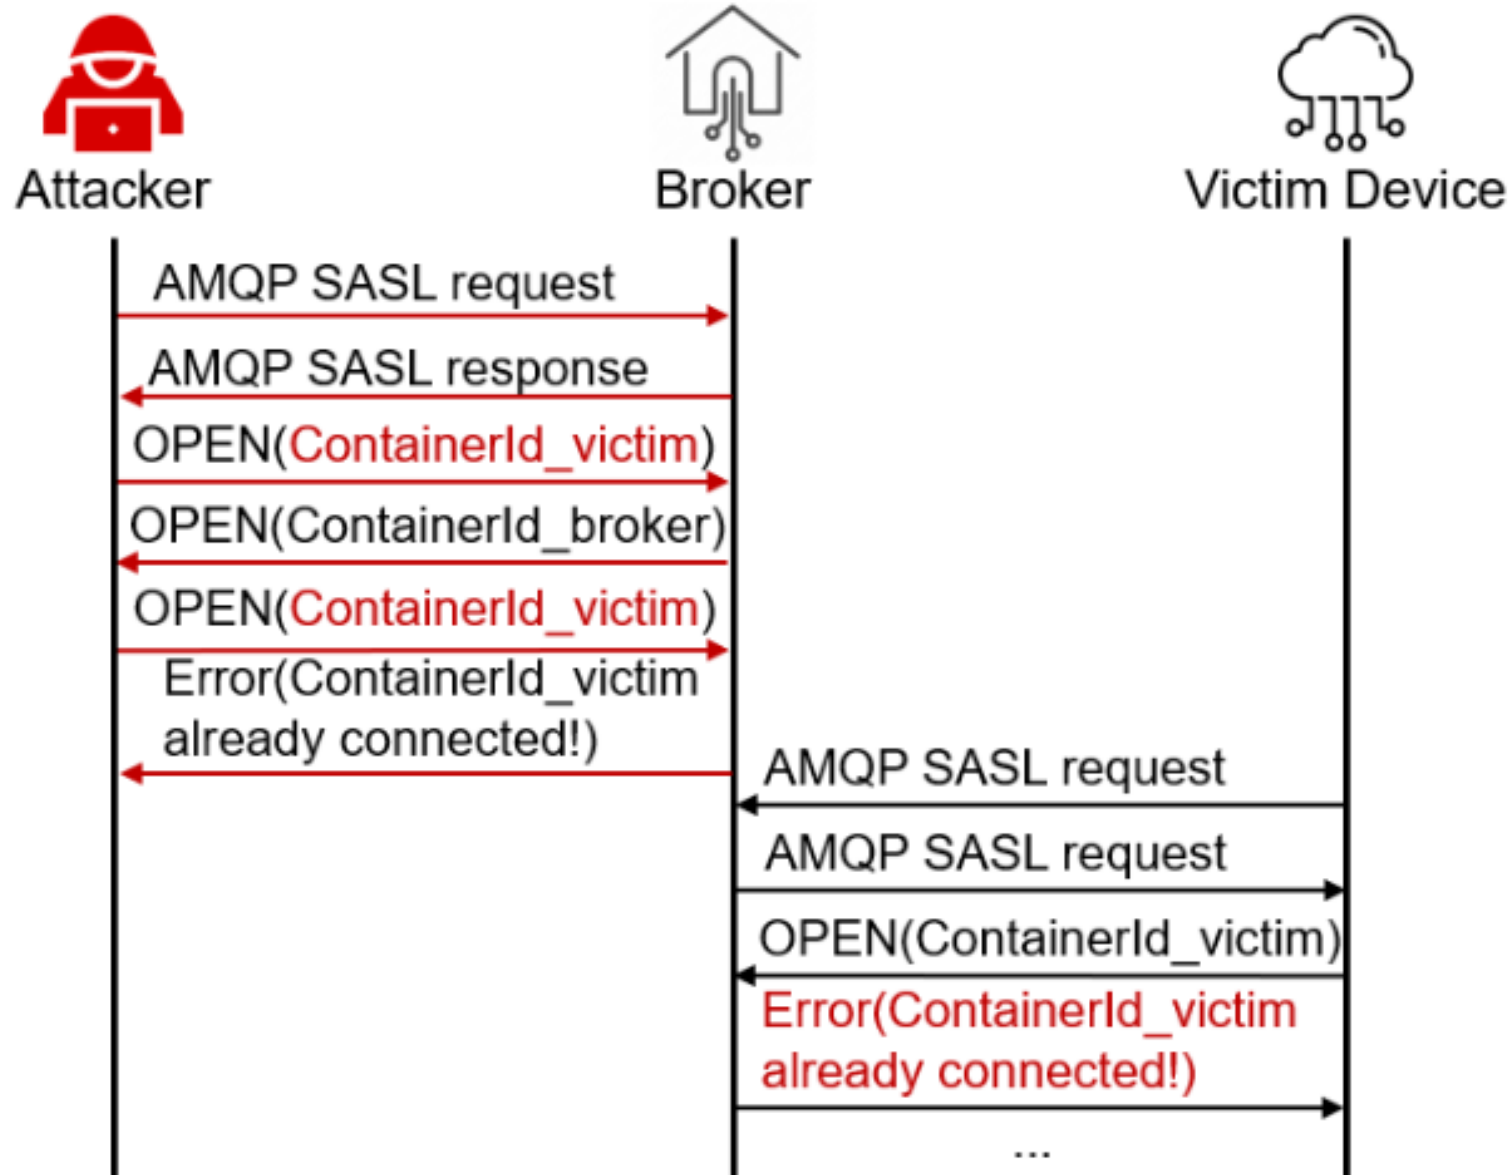 Attacker
Broker
Victim Device
AMQP SASL request
AMQP SASL response
OPEN(ContainerId_victim)
OPEN(ContainerId_broker)
OPEN(ContainerId_victim)
Error(ContainerId_victim
already connected!)
AMQP SASL request
AMQP SASL request
OPEN(ContainerId_victim)
Error(ContainerId_victim
already connected!)
...